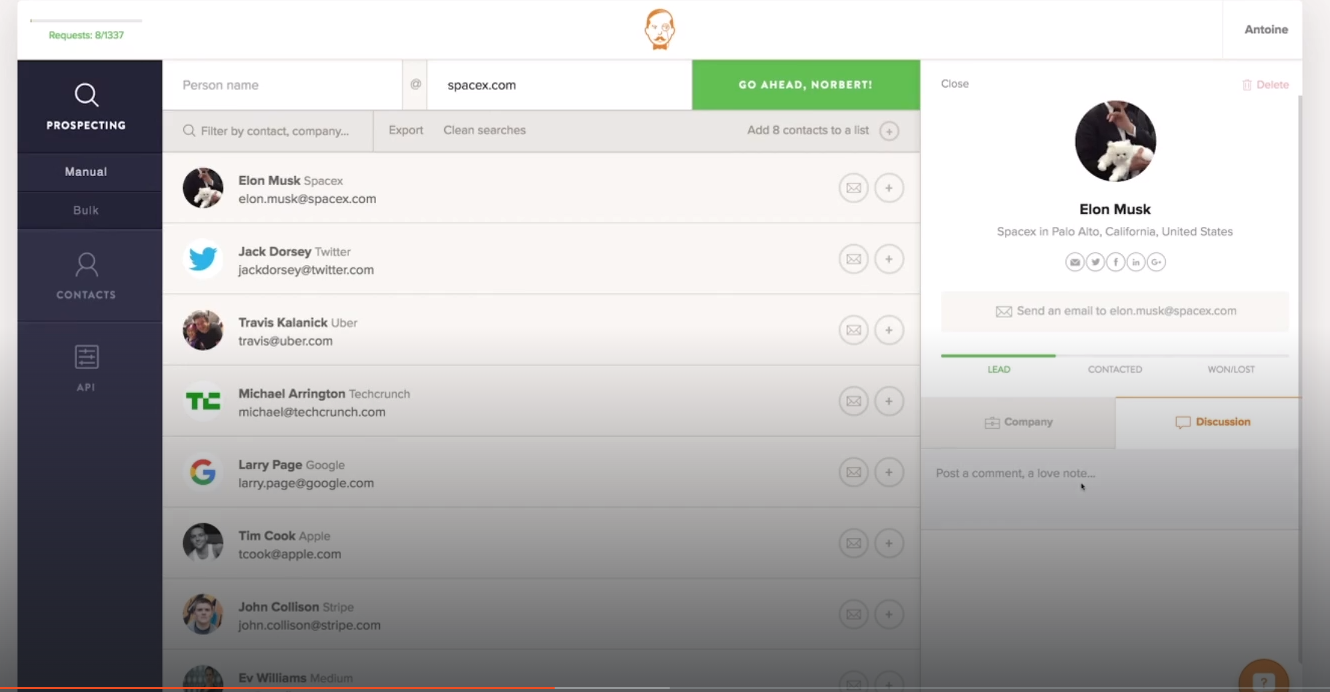 Requests: 8/1337
Antoine
PROSPECTING
Manual
Bulk
CONTACTS
API
Person name @ spacex.com GO AHEAD, NORBERT!
Filter by contact, company... Export Clean searches Add 8 contacts to a list +
Elon Musk Spacex
elon.musk@spacex.com
Jack Dorsey Twitter
jackdorsey@twitter.com
Travis Kalanick Uber
travis@uber.com
TC
Michael Arrington Techcrunch
michael@techcrunch.com
G
Larry Page Google
larry.page@google.com
Tim Cook Apple
tcook@apple.com
John Collison Stripe
john.collison@stripe.com
Ev Williams Medium
Close Delete
Elon Musk
Spacex in Palo Alto, California, United States
f in G+
Send an email to elon.musk@spacex.com
LEAD CONTACTED WON/LOST
Company Discussion
Post a comment, a love note...
?